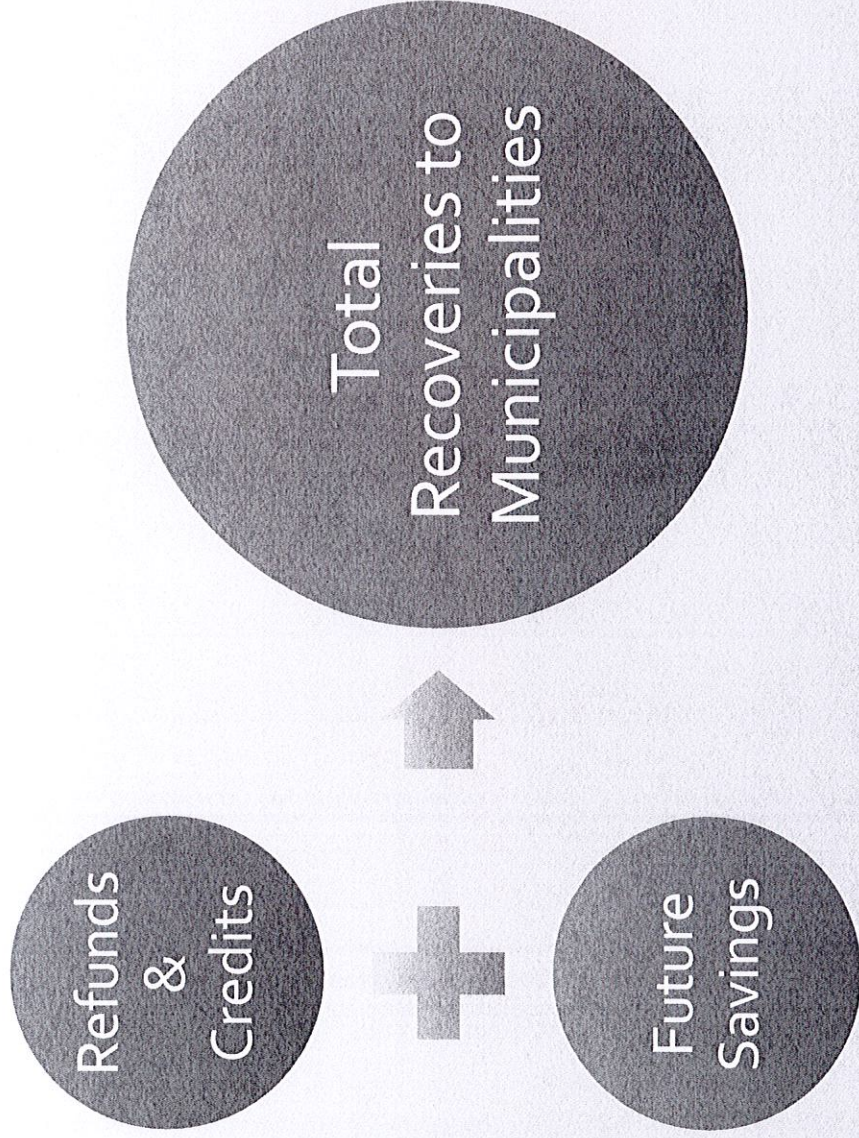 Refunds
&
Credits
Future
Savings
Total
Recoveries to
Municipalities